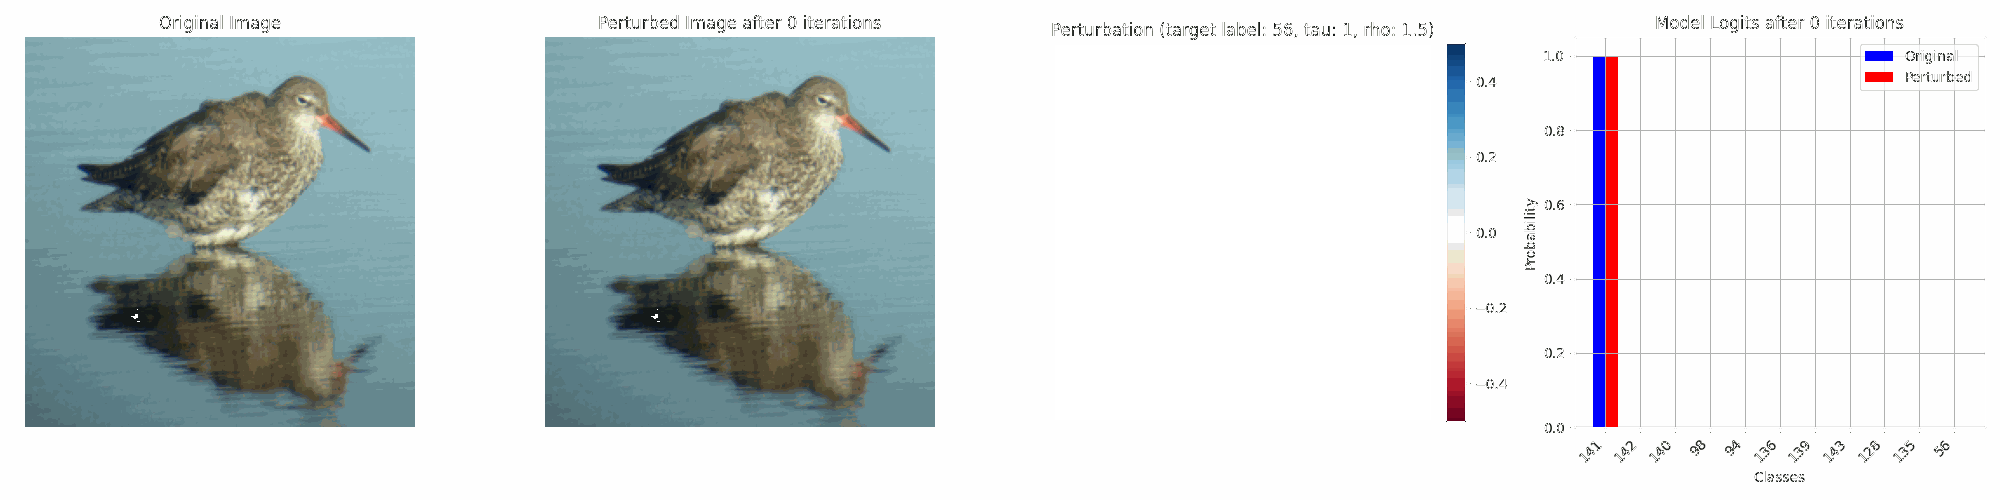 Original Image
Perturbed Image after 0 iterations
Perturbation (target label: 56, tau: 1, rho: 1.5)
0.4
0.2
0.0
−0.2
−0.4
Model Logits after 0 iterations
Original
Perturbed
Probability
1.0
0.8
0.6
0.4
0.2
0.0
141 142 140 98 94 136 139 143 128 135 56
Classes